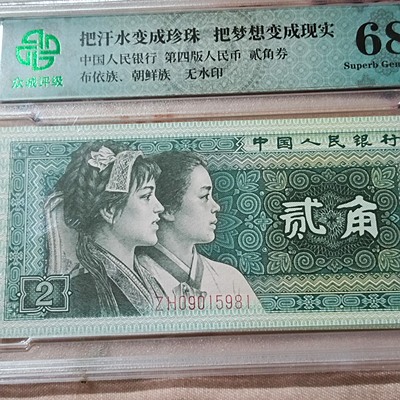 把汗水变成珍珠 把梦想变成现实
中国人民银行 第四版人民币 贰角券
布依族、朝鲜族 无水印
68
Superb Gem
众诚评级
中国人民银行
贰角
2
ZH09015981